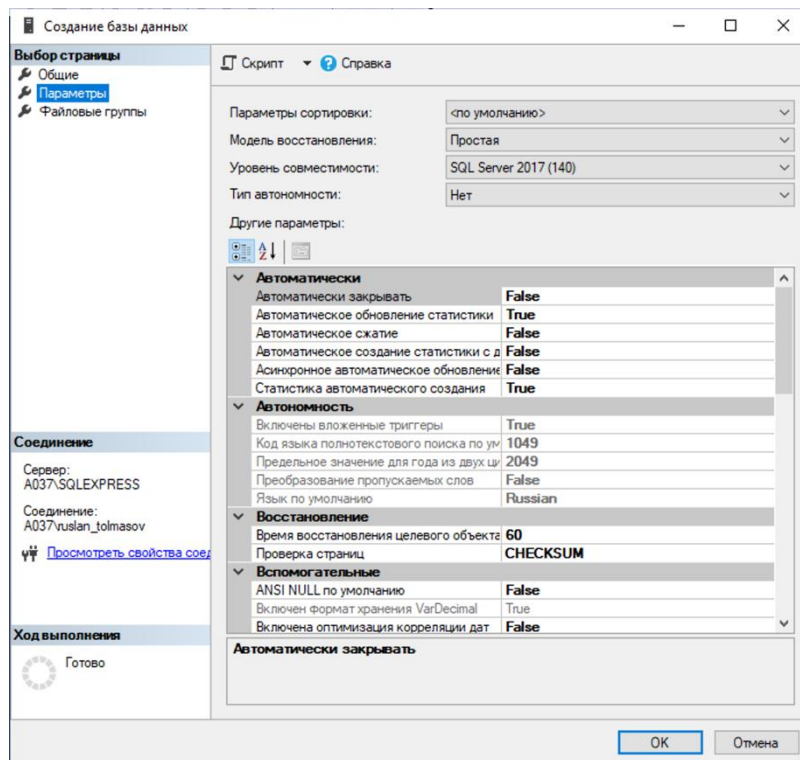 Создание базы данных
Выбор страницы
Общие
Параметры
Файловые группы
Скрипт
Справка
Параметры сортировки: <по умолчанию>
Модель восстановления: Простая
Уровень совместимости: SQL Server 2017 (140)
Тип автономности: Нет
Другие параметры:
Автоматически
Автоматически закрывать False
Автоматическое обновление статистики True
Автоматическое сжатие False
Автоматическое создание статистики с д False
Асинхронное автоматическое обновление False
Статистика автоматического создания True
Автономность
Включены вложенные триггеры True
Код языка полнотекстового поиска по ум 1049
Предельное значение для года из двух ци 2049
Преобразование пропускаемых слов False
Язык по умолчанию Russian
Восстановление
Время восстановления целевого объекта 60
Проверка страниц CHECKSUM
Вспомогательные
ANSI NULL по умолчанию False
Включен формат хранения VarDecimal True
Включена оптимизация корреляции дат False
Автоматически закрывать
Соединение
Сервер:
A037\SQLEXPRESS
Соединение:
A037\ruslan_tolmasov
Просмотреть свойства соед
Ход выполнения
Готово
OK
Отмена